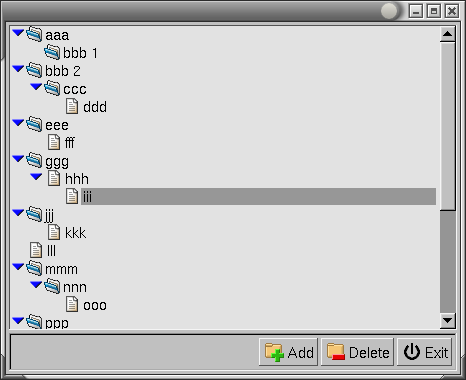 aaa
bbb 1
bbb 2
ccc
ddd
eee
fff
ggg
hhh
iii
jjj
kkk
lll
mmm
nnn
ooo
ppp
Add Delete Exit